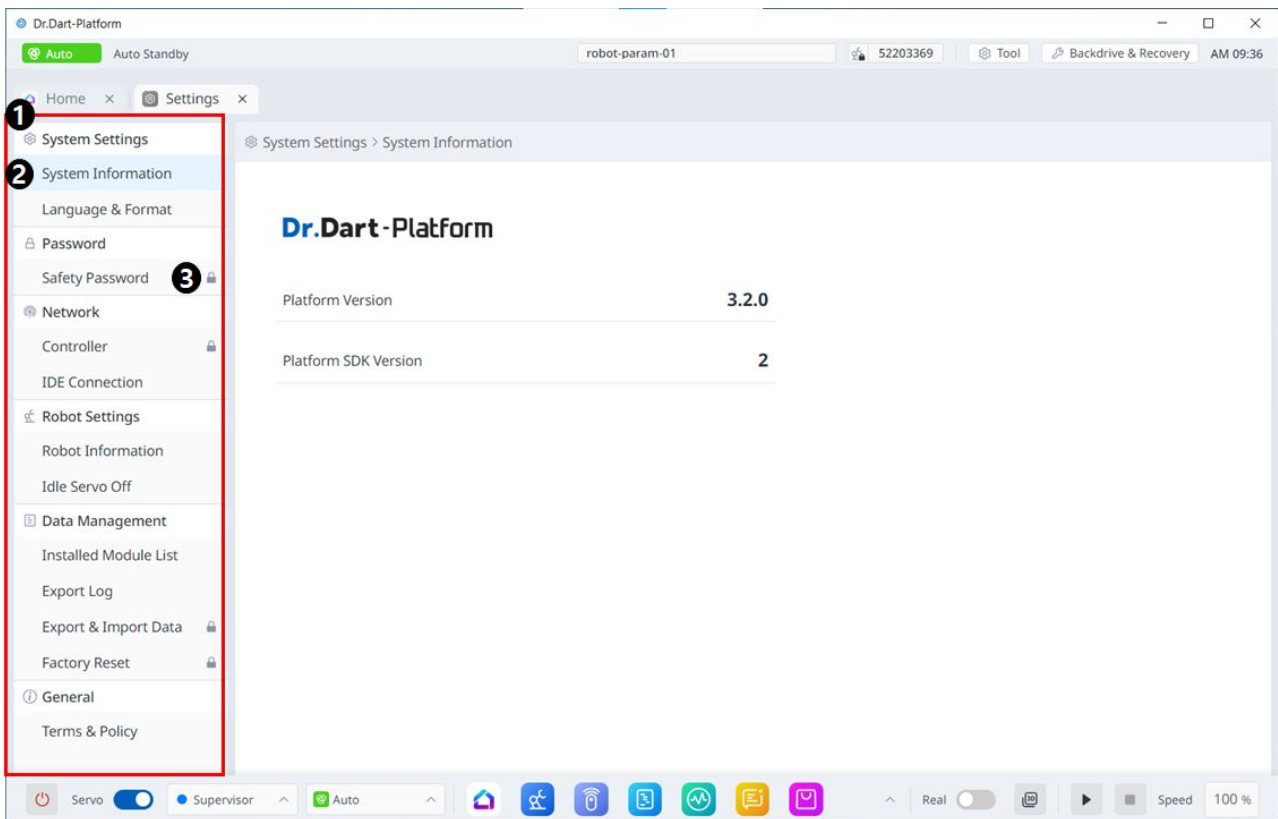 Dr.Dart-Platform
Auto Auto Standby robot-param-01 52203369 Tool Backdrive & Recovery AM 09:36
Home Settings
1
System Settings
System Settings > System Information
2
System Information
Language & Format
Dr.Dart-Platform
Password
Safety Password 3
Platform Version 3.2.0
Network
Controller
Platform SDK Version 2
IDE Connection
Robot Settings
Robot Information
Idle Servo Off
Data Management
Installed Module List
Export Log
Export & Import Data
Factory Reset
General
Terms & Policy
Servo Supervisor Auto Real 3D Speed 100 %